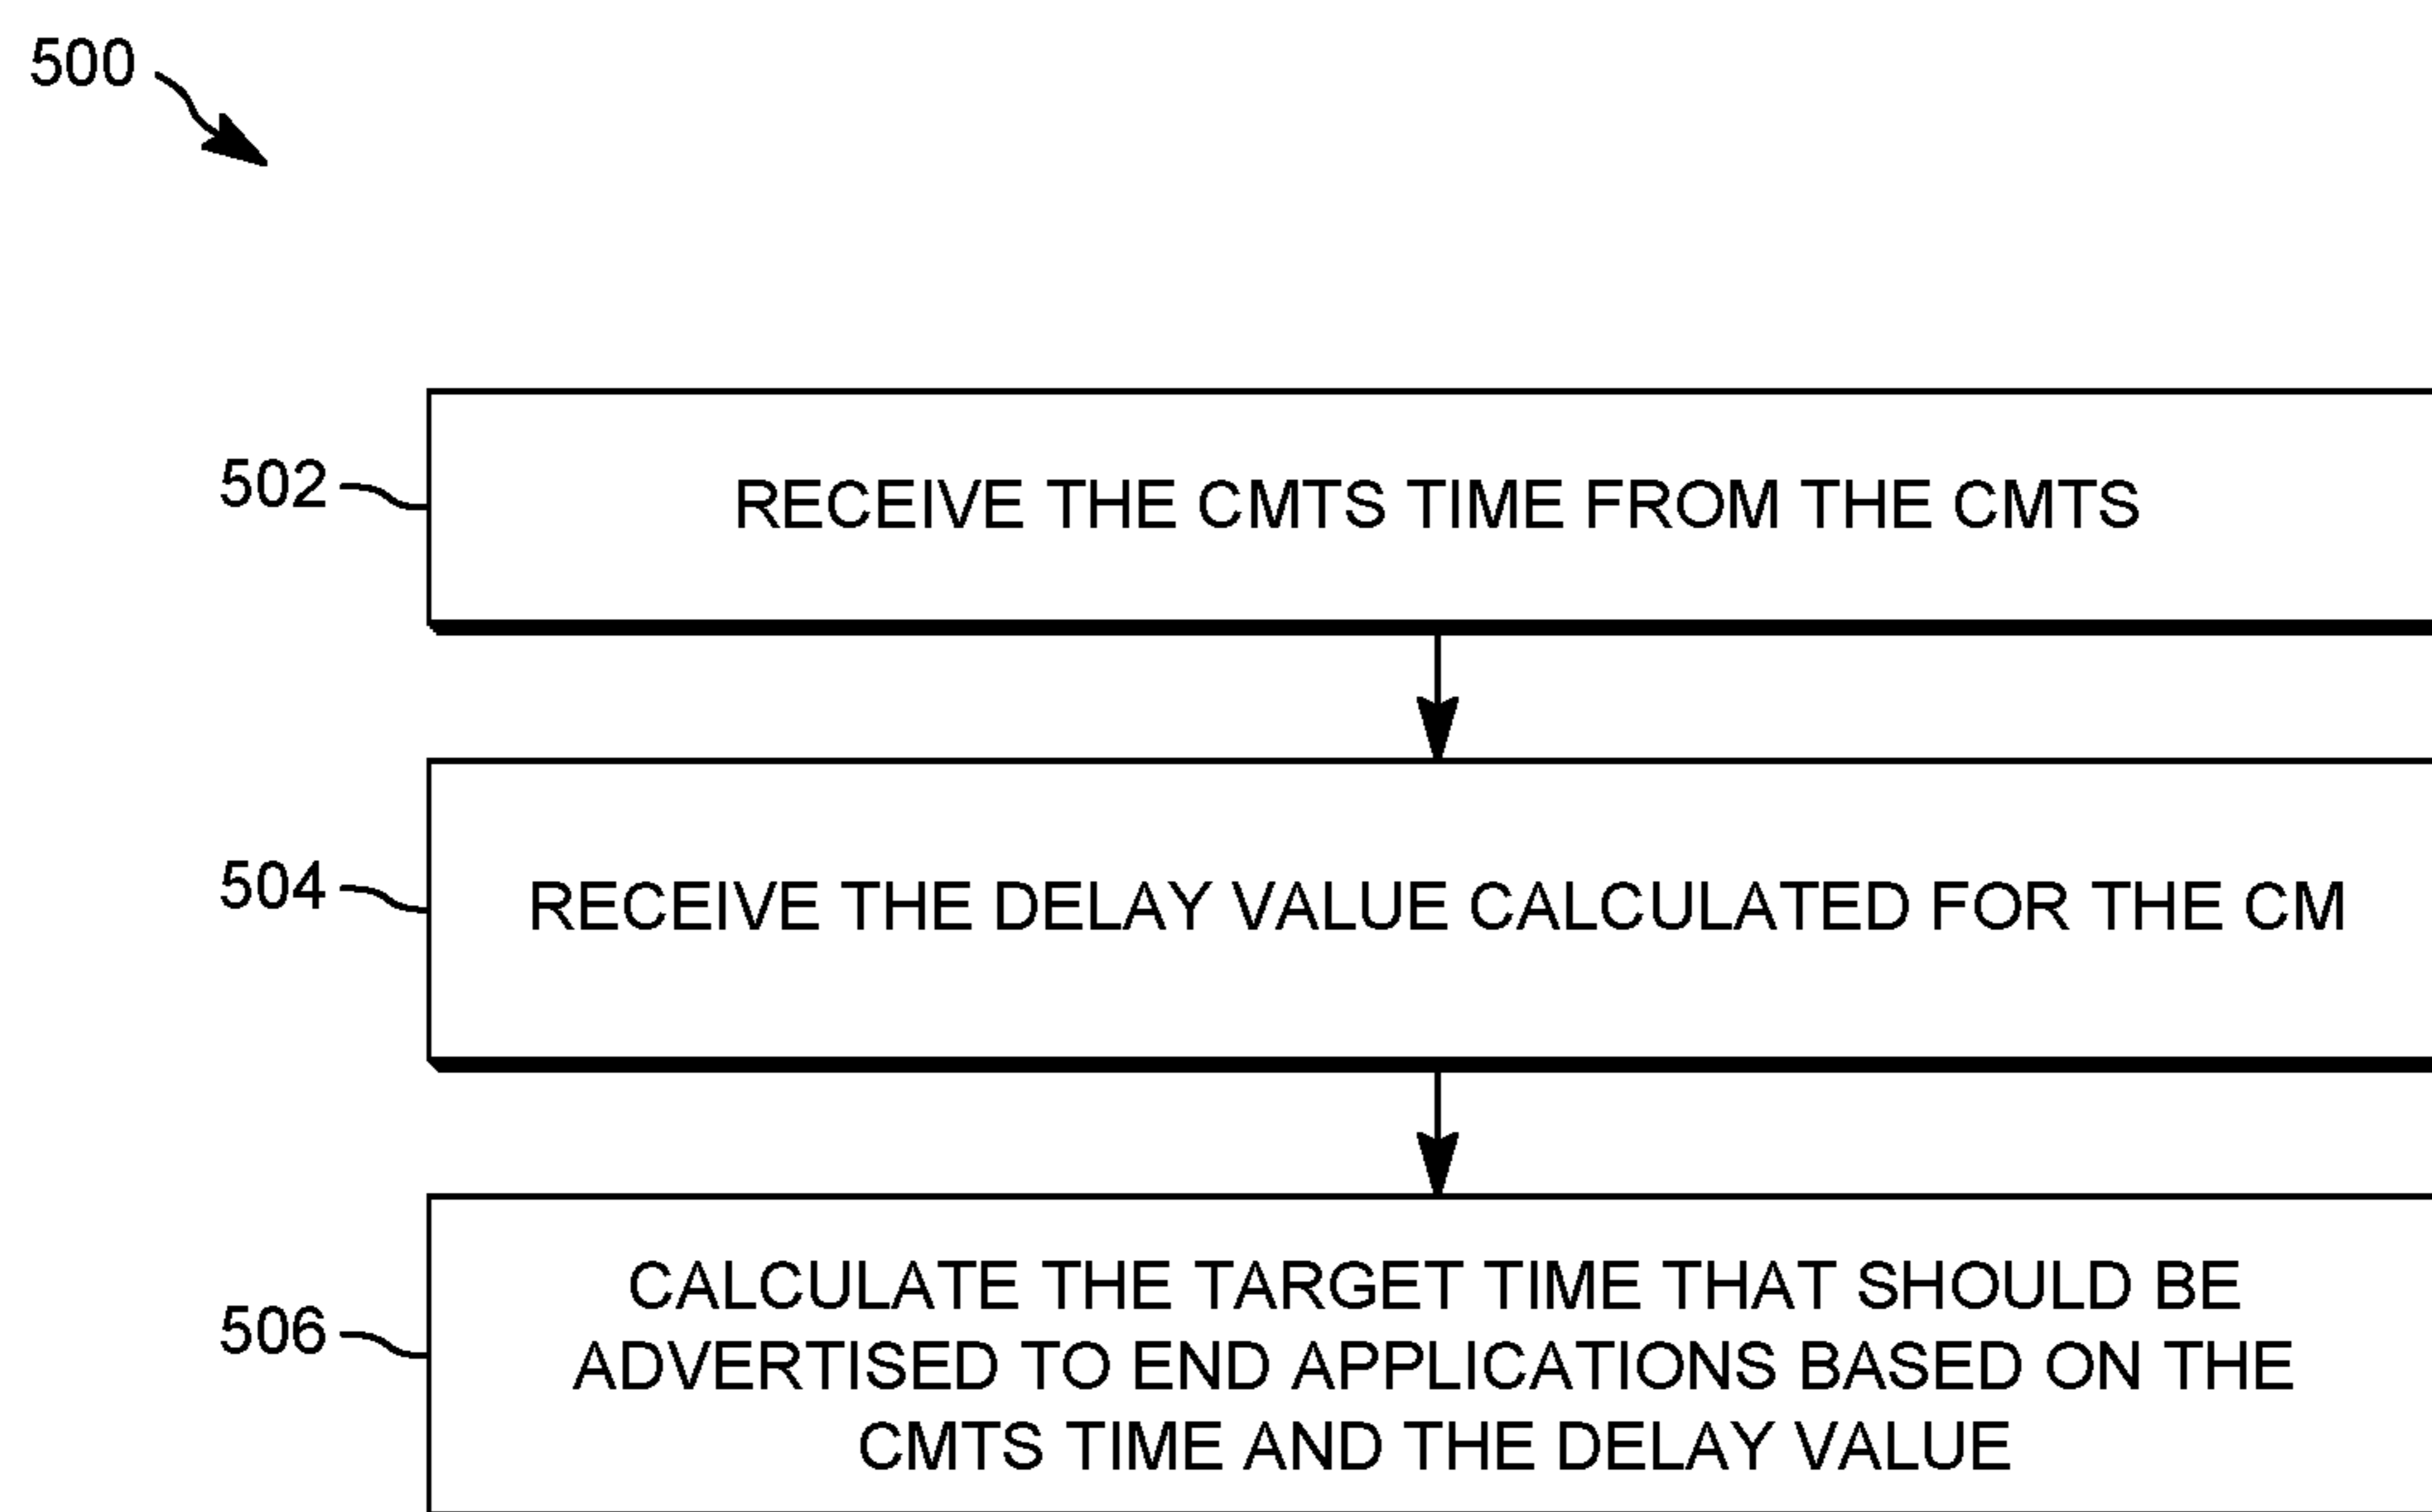 500
502
RECEIVE THE CMTS TIME FROM THE CMTS
504
RECEIVE THE DELAY VALUE CALCULATED FOR THE CM
506
CALCULATE THE TARGET TIME THAT SHOULD BE
ADVERTISED TO END APPLICATIONS BASED ON THE
CMTS TIME AND THE DELAY VALUE